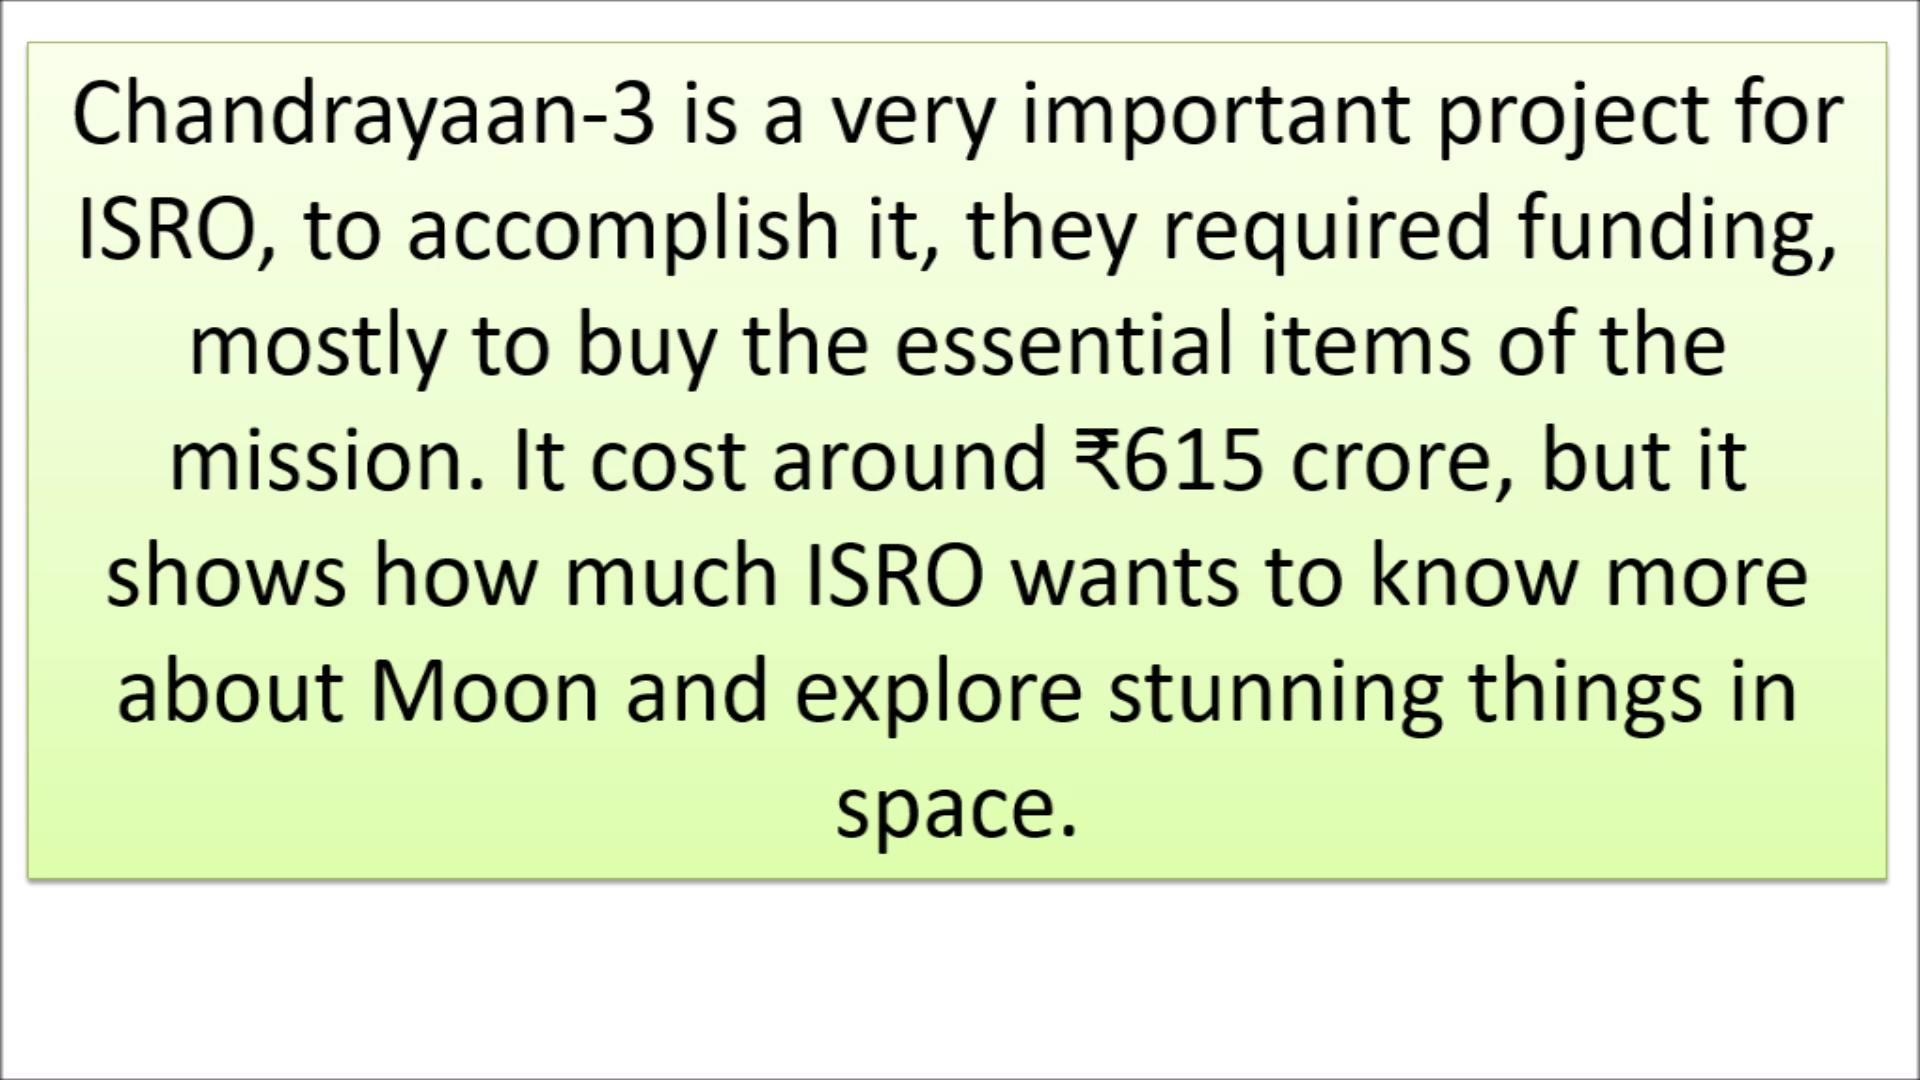 Chandrayaan-3 is a very important project for
ISRO, to accomplish it, they required funding,
mostly to buy the essential items of the
mission. It cost around ₹615 crore, but it
shows how much ISRO wants to know more
about Moon and explore stunning things in
space.